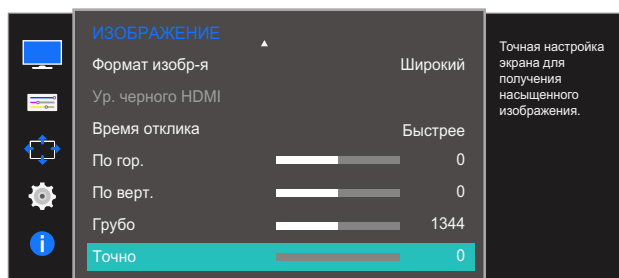 ИЗОБРАЖЕНИЕ
Формат изобр-я Широкий
Ур. черного HDMI
Время отклика Быстрее
По гор. 0
По верт. 0
Грубо 1344
Точно 0
Точная настройка
экрана для
получения
насыщенного
изображения.